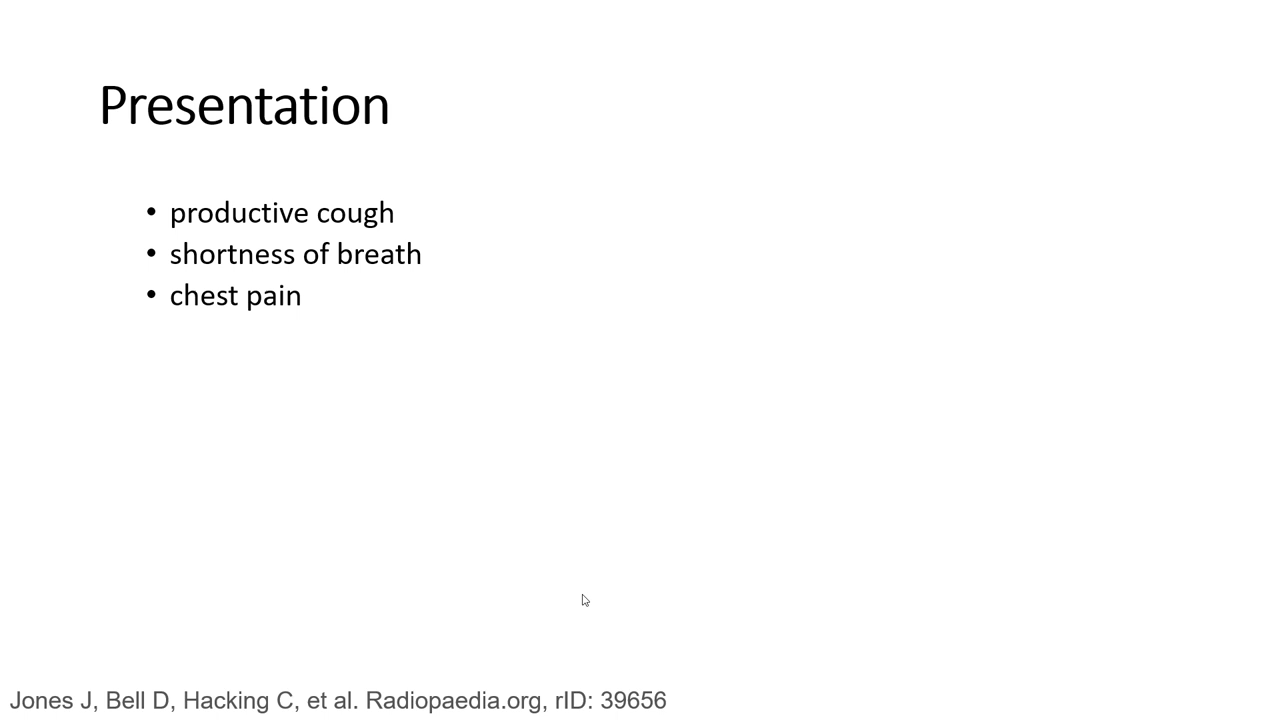 Presentation
• productive cough
• shortness of breath
• chest pain
Jones J, Bell D, Hacking C, et al. Radiopaedia.org, rID: 39656